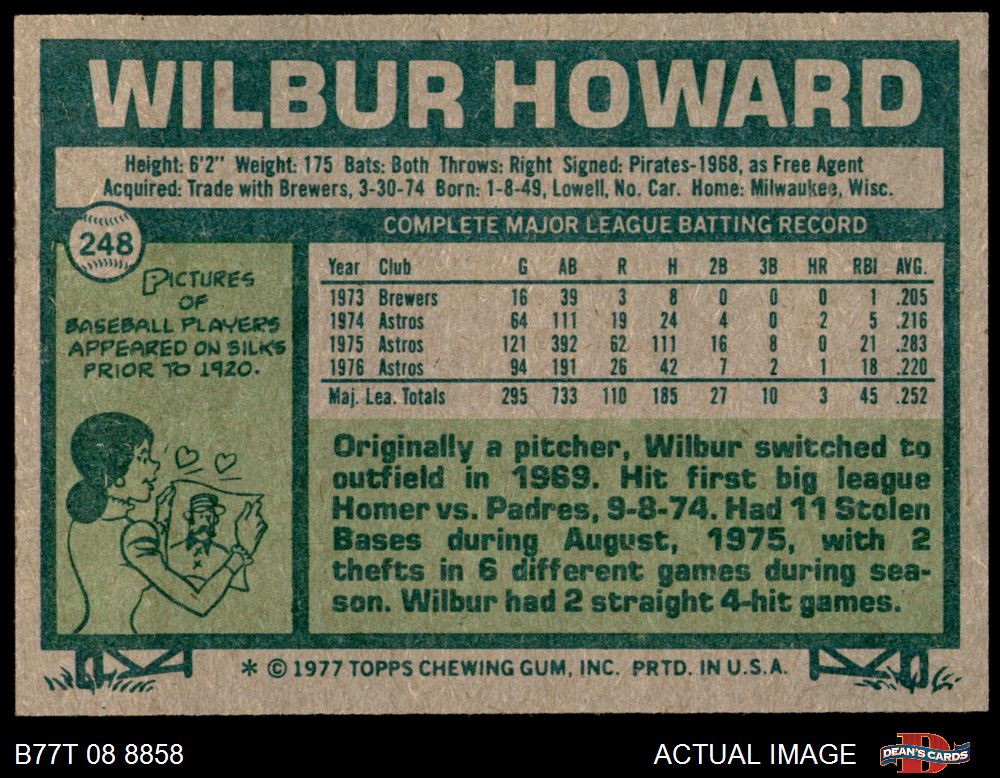 WILBUR HOWARD
Height: 6'2" Weight: 175 Bats: Both Throws: Right Signed: Pirates-1968, as Free Agent
Acquired: Trade with Brewers, 3-30-74 Born: 1-8-49, Lowell, No. Car. Home: Milwaukee, Wisc.
248
PICTURES
OF
BASEBALL PLAYERS
APPEARED ON SILKS
PRIOR TO 1920.
COMPLETE MAJOR LEAGUE BATTING RECORD
Year Club G AB R H 2B 3B HR RBI AVG.
1973 Brewers 16 39 3 8 0 0 0 1 .205
1974 Astros 64 111 19 24 4 0 2 5 .216
1975 Astros 121 392 62 111 16 8 0 21 .283
1976 Astros 94 191 26 42 7 2 1 18 .220
Maj. Lea. Totals 295 733 110 185 27 10 3 45 .252
Originally a pitcher, Wilbur switched to
outfield in 1969. Hit first big league
Homer vs. Padres, 9-8-74. Had 11 Stolen
Bases during August, 1975, with 2
thefts in 6 different games during sea-
son. Wilbur had 2 straight 4-hit games.
* © 1977 TOPPS CHEWING GUM, INC. PRTD. IN U.S.A.
B77T 08 8858
ACTUAL IMAGE
D
DEAN'S CARDS